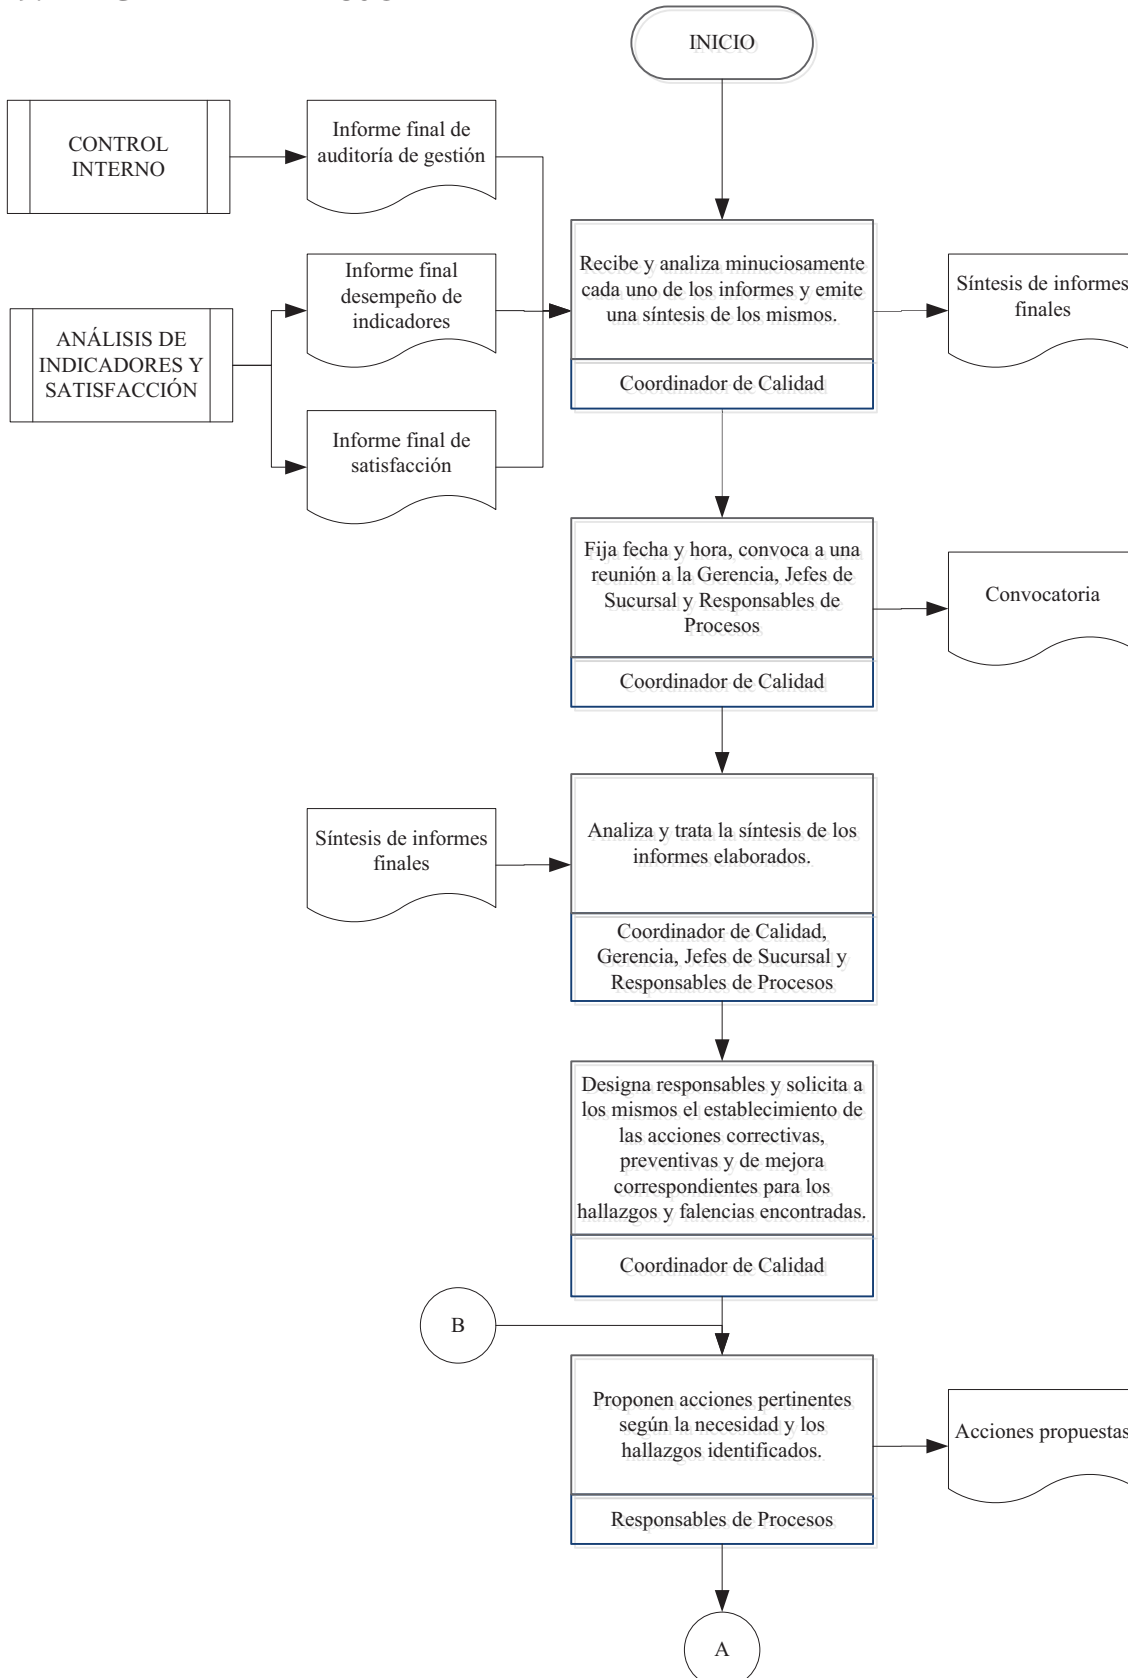 INICIO
CONTROL
INTERNO
Informe final de
auditoría de gestión
Informe final
desempeño de
indicadores
ANÁLISIS DE
INDICADORES Y
SATISFACCIÓN
Informe final de
satisfacción
Recibe y analiza minuciosamente
cada uno de los informes y emite
una síntesis de los mismos.
Coordinador de Calidad
Síntesis de informes
finales
Fija fecha y hora, convoca a una
reunión a la Gerencia, Jefes de
Sucursal y Responsables de
Procesos
Coordinador de Calidad
Convocatoria
Síntesis de informes
finales
Analiza y trata la síntesis de los
informes elaborados.
Coordinador de Calidad,
Gerencia, Jefes de Sucursal y
Responsables de Procesos
Designa responsables y solicita a
los mismos el establecimiento de
las acciones correctivas,
preventivas y de mejora
correspondientes para los
hallazgos y falencias encontradas.
Coordinador de Calidad
B
Proponen acciones pertinentes
según la necesidad y los
hallazgos identificados.
Responsables de Procesos
Acciones propuestas
A